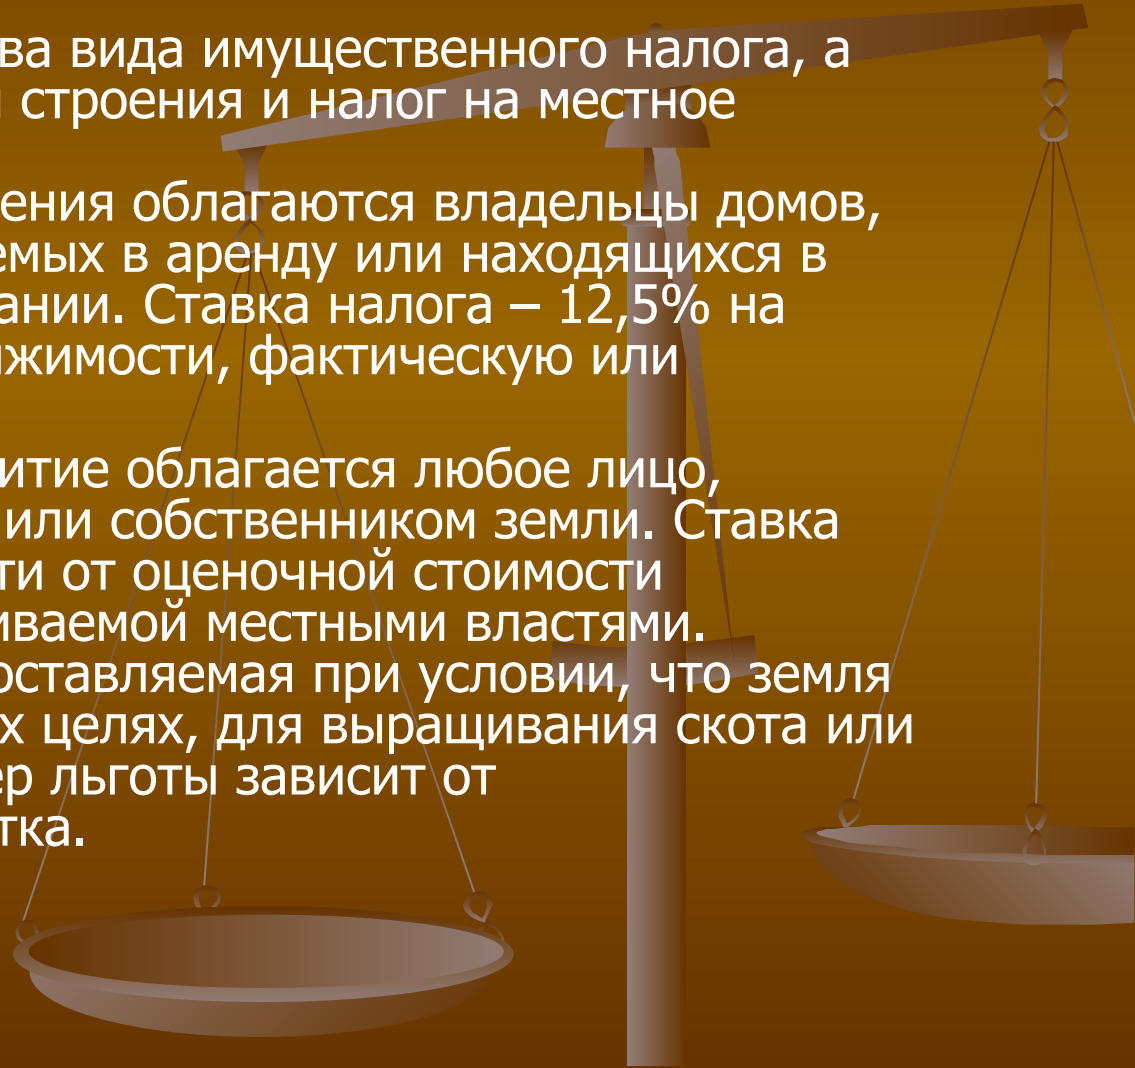 ва вида имущественного налога, а
и строения и налог на местное
ения облагаются владельцы домов,
емых в аренду или находящихся в
ании. Ставка налога – 12,5% на
ижимости, фактическую или
итие облагается любое лицо,
или собственником земли. Ставка
ти от оценочной стоимости
иваемой местными властями.
оставляемая при условии, что земля
х целях, для выращивания скота или
ер льготы зависит от
тка.